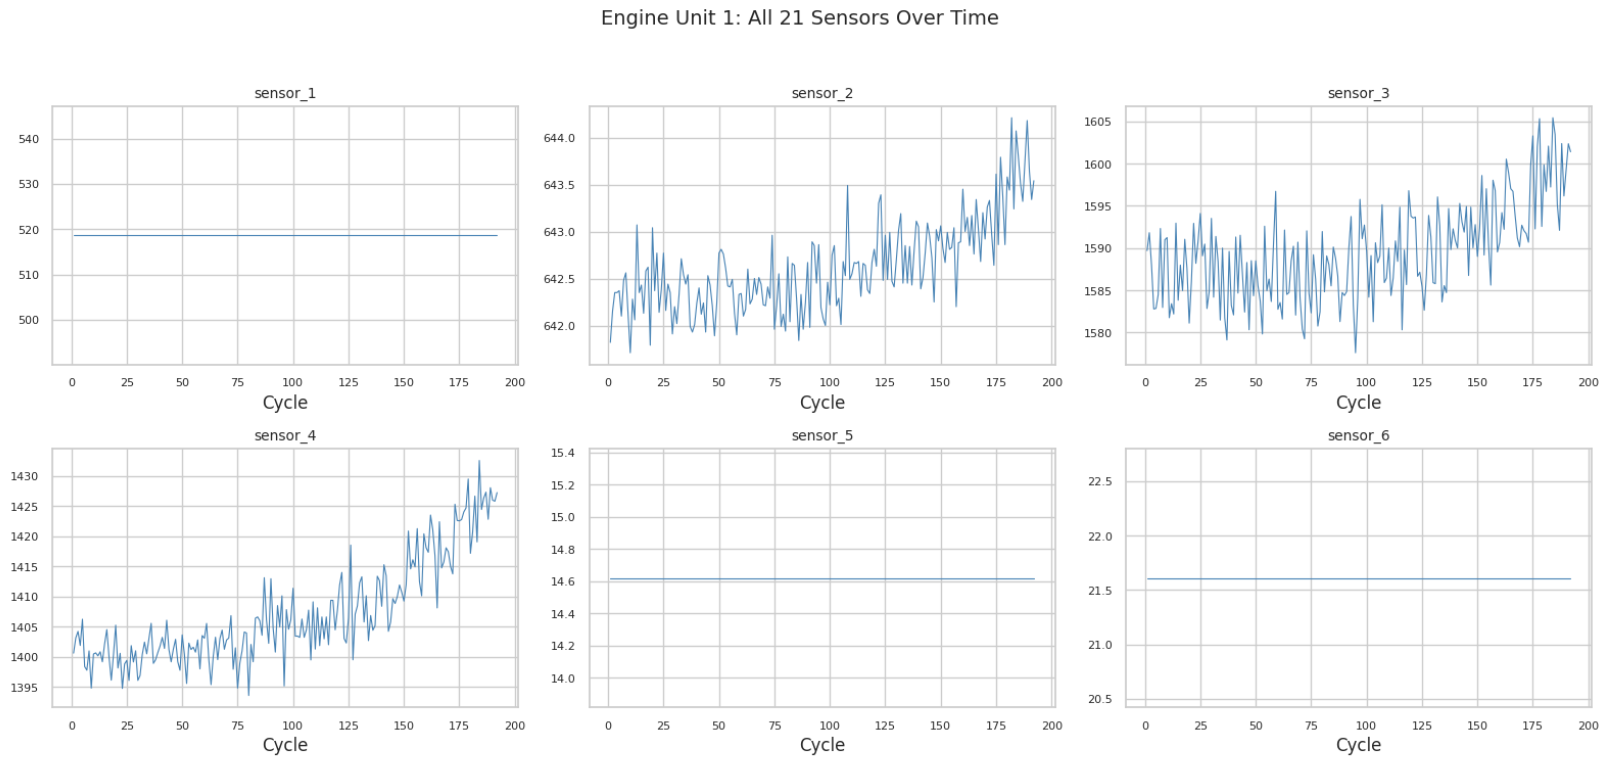 Engine Unit 1: All 21 Sensors Over Time
sensor_1
540
530
520
510
500
0 25 50 75 100 125 150 175 200
Cycle
sensor_2
644.0
643.5
643.0
642.5
642.0
0 25 50 75 100 125 150 175 200
Cycle
sensor_3
1605
1600
1595
1590
1585
1580
0 25 50 75 100 125 150 175 200
Cycle
sensor_4
1430
1425
1420
1415
1410
1405
1400
1395
0 25 50 75 100 125 150 175 200
Cycle
sensor_5
15.4
15.2
15.0
14.8
14.6
14.4
14.2
14.0
0 25 50 75 100 125 150 175 200
Cycle
sensor_6
22.5
22.0
21.5
21.0
20.5
0 25 50 75 100 125 150 175 200
Cycle